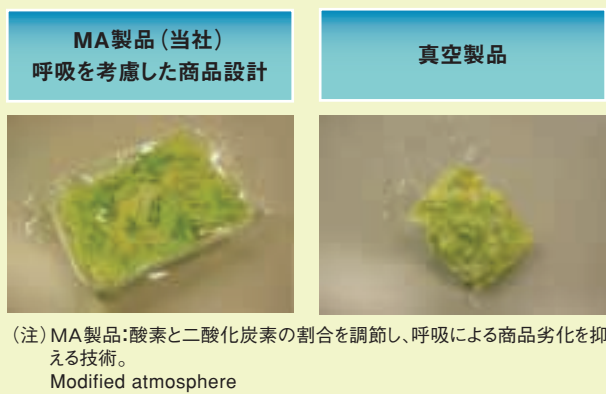 MA製品（当社）
呼吸を考慮した商品設計
真空製品
（注）MA製品：酸素と二酸化炭素の割合を調節し、呼吸による商品劣化を抑
える技術。
Modified atmosphere